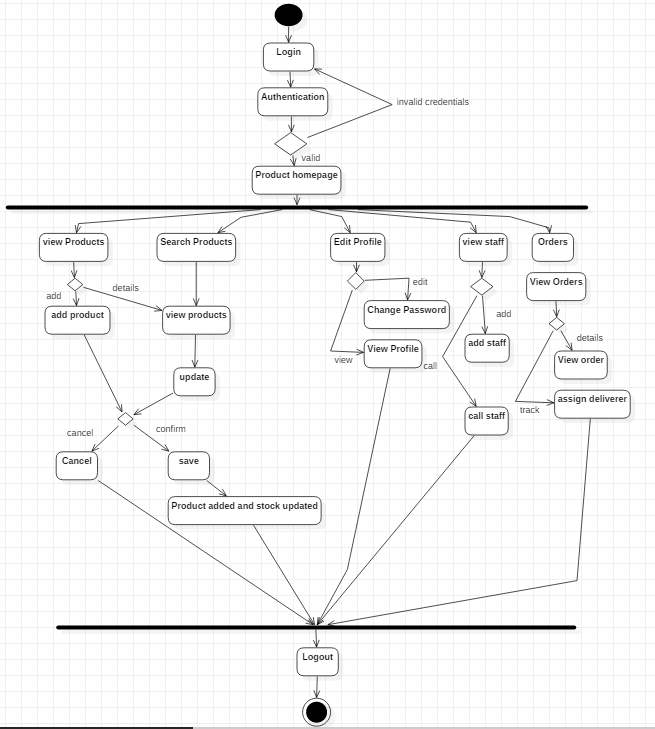 Login
Authentication
invalid credentials
valid
Product homepage
view Products
Search Products
Edit Profile
view staff
Orders
add
details
edit
View Orders
add product
view products
Change Password
add
add staff
details
view
View Profile
call
View order
update
assign deliverer
track
call staff
cancel
confirm
Cancel
save
Product added and stock updated
Logout